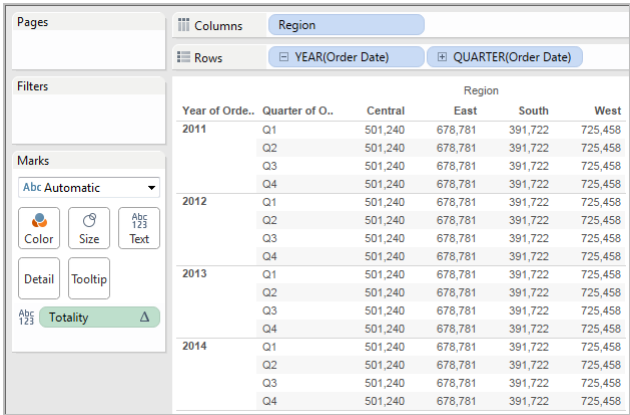 Pages
Columns Region
Rows YEAR(Order Date) QUARTER(Order Date)
Filters
Marks
Abc Automatic
Color Size Abc 123 Text
Detail Tooltip
Abc 123 Totality Δ
Region
Year of Orde.. Quarter of O.. Central East South West
2011 Q1 501,240 678,781 391,722 725,458
Q2 501,240 678,781 391,722 725,458
Q3 501,240 678,781 391,722 725,458
Q4 501,240 678,781 391,722 725,458
2012 Q1 501,240 678,781 391,722 725,458
Q2 501,240 678,781 391,722 725,458
Q3 501,240 678,781 391,722 725,458
Q4 501,240 678,781 391,722 725,458
2013 Q1 501,240 678,781 391,722 725,458
Q2 501,240 678,781 391,722 725,458
Q3 501,240 678,781 391,722 725,458
Q4 501,240 678,781 391,722 725,458
2014 Q1 501,240 678,781 391,722 725,458
Q2 501,240 678,781 391,722 725,458
Q3 501,240 678,781 391,722 725,458
Q4 501,240 678,781 391,722 725,458